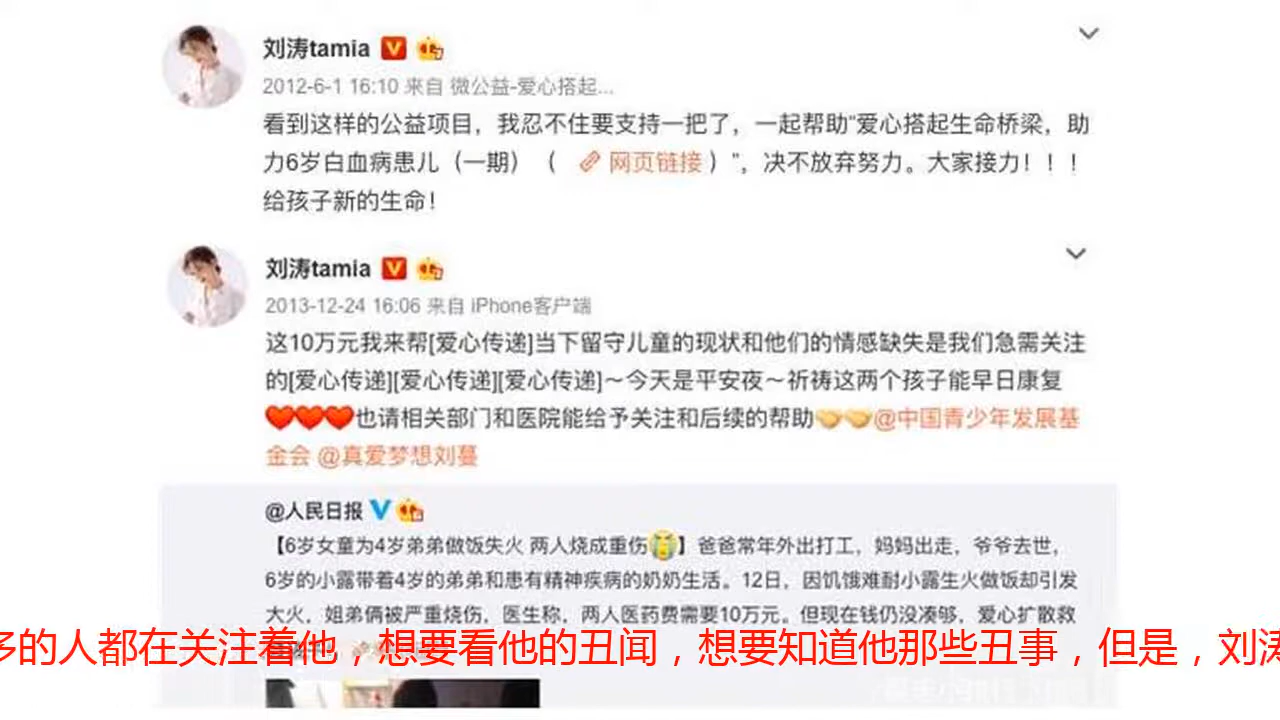 刘涛tamia
2012-6-1 16:10 来自 微公益-爱心搭起...
看到这样的公益项目，我忍不住要支持一把了，一起帮助“爱心搭起生命桥梁，助
力6岁白血病患儿（一期）（ 网页链接 ）”，决不放弃努力。大家接力！！！
给孩子新的生命！
刘涛tamia
2013-12-24 16:06 来自 iPhone客户端
这10万元我来帮[爱心传递]当下留守儿童的现状和他们的情感缺失是我们急需关注
的[爱心传递][爱心传递][爱心传递]～今天是平安夜～祈祷这两个孩子能早日康复
❤❤❤也请相关部门和医院能给予关注和后续的帮助🤝🤝@中国青少年发展基
金会 @真爱梦想刘蔓
@人民日报
【6岁女童为4岁弟弟做饭失火 两人烧成重伤😭】爸爸常年外出打工，妈妈出走，爷爷去世，
6岁的小露带着4岁的弟弟和患有精神疾病的奶奶生活。12日，因饥饿难耐小露生火做饭却引发
大火，姐弟俩被严重烧伤，医生称，两人医药费需要10万元。但现在钱仍没凑够，爱心扩散救
多的人都在关注着他，想要看他的丑闻，想要知道他那些丑事，但是，刘涛